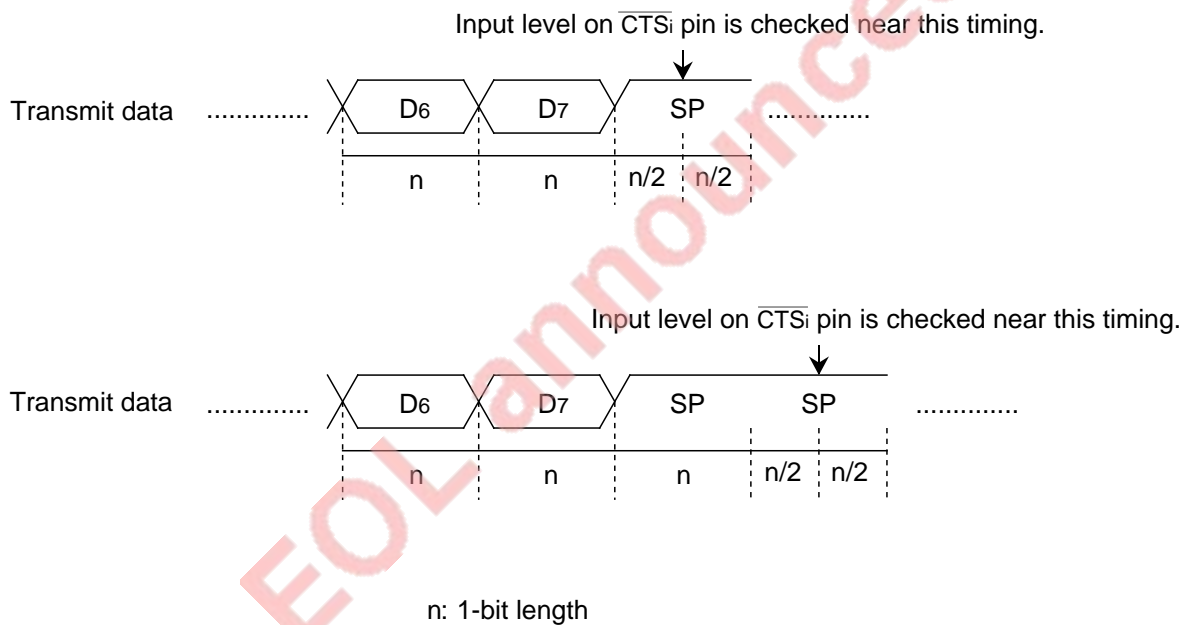 Input level on CTSi pin is checked near this timing.
Transmit data .............. D6 D7 SP ..............
n n n/2 n/2
Input level on CTSi pin is checked near this timing.
Transmit data .............. D6 D7 SP SP ..............
n n n n/2 n/2
n: 1-bit length
EOL announced